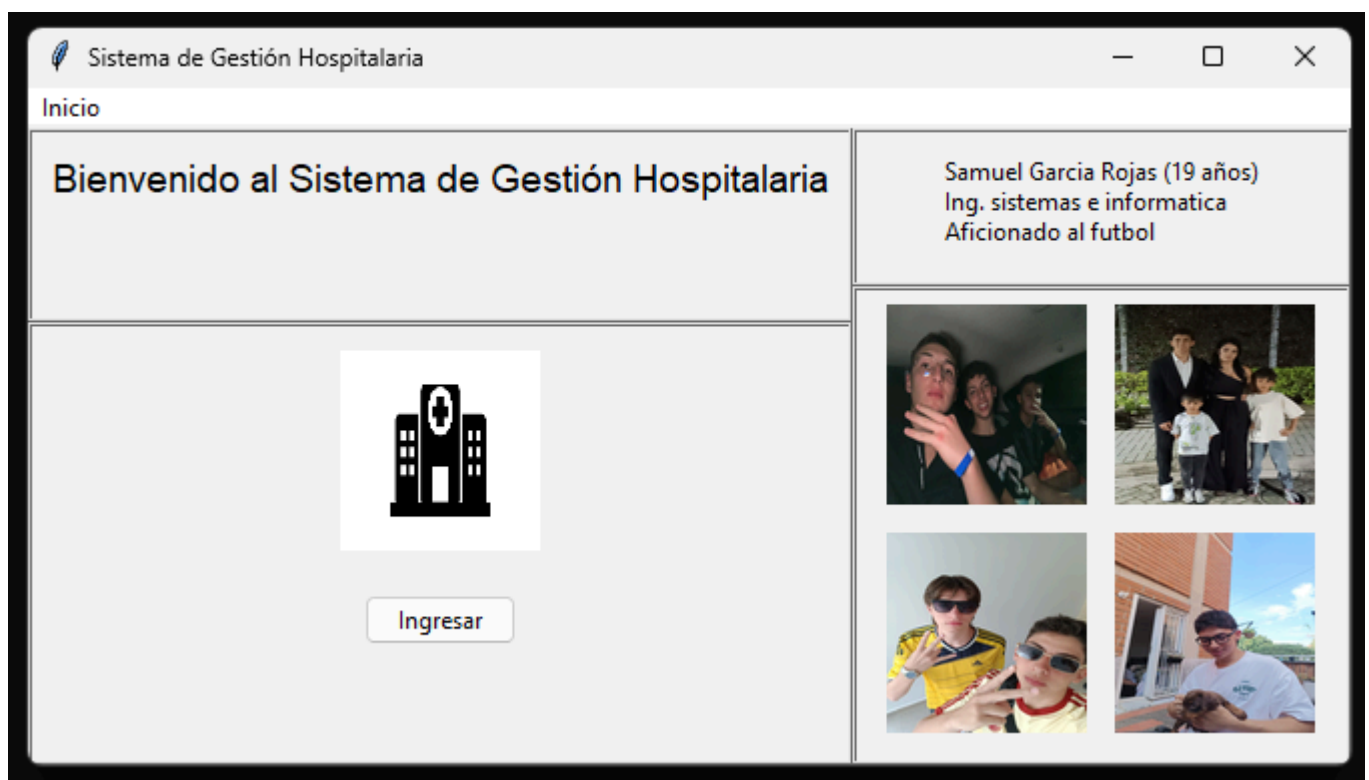 Sistema de Gestión Hospitalaria
Inicio
Bienvenido al Sistema de Gestión Hospitalaria
Samuel Garcia Rojas (19 años)
Ing. sistemas e informatica
Aficionado al futbol
Ingresar